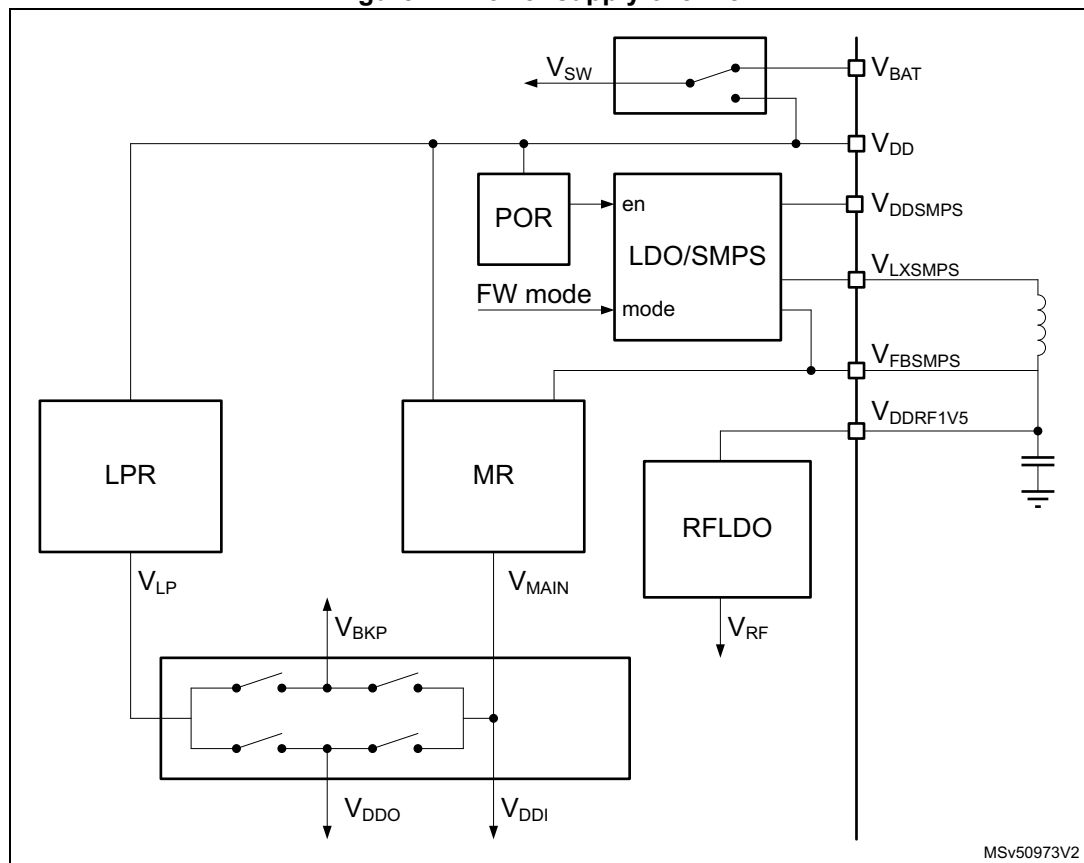 V_SW
V_BAT
V_DD
POR
en
LDO/SMPS
V_DDSMPS
V_LXSMPS
FW mode
mode
V_FBSMPS
V_DDRF1V5
LPR
MR
RFLDO
V_LP
V_MAIN
V_BKP
V_RF
V_DDO
V_DDI
MSv50973V2